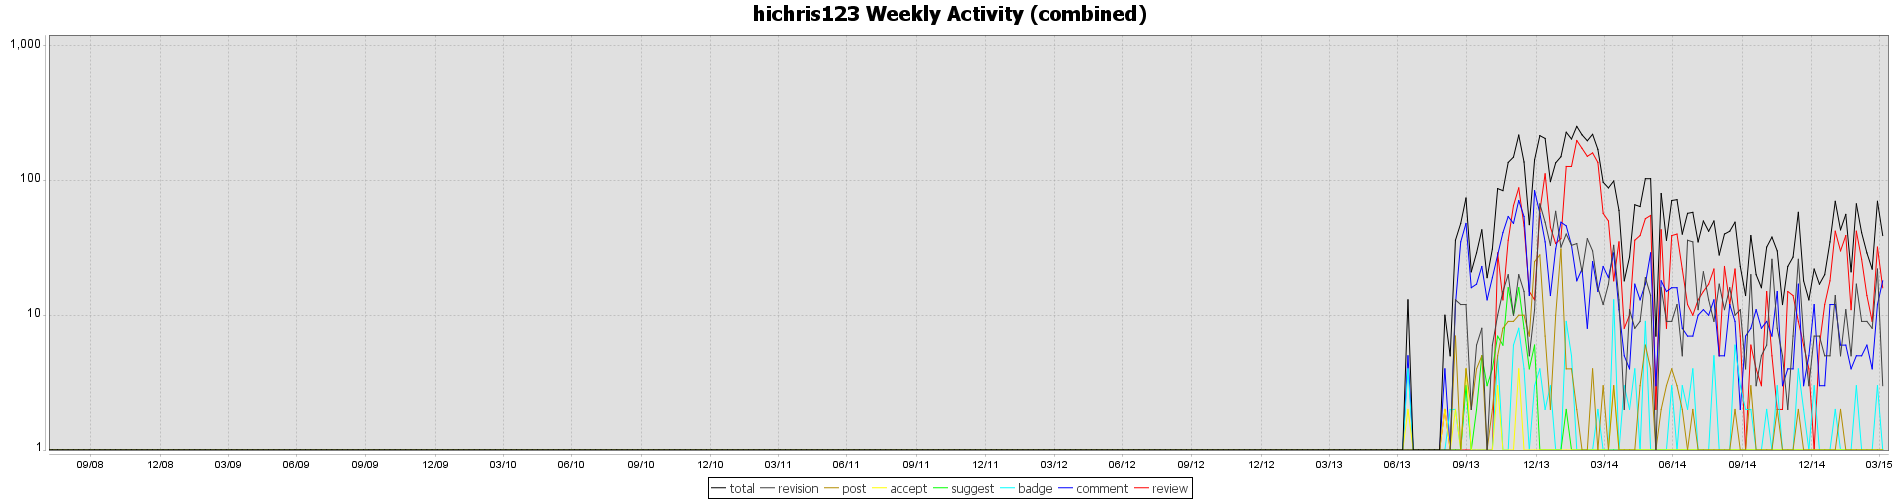 hichris123 Weekly Activity (combined)
1,000
100
10
1
09/08 12/08 03/09 06/09 09/09 12/09 03/10 06/10 09/10 12/10 03/11 06/11 09/11 12/11 03/12 06/12 09/12 12/12 03/13 06/13 09/13 12/13 03/14 06/14 09/14 12/14 03/15
total revision post accept suggest badge comment review